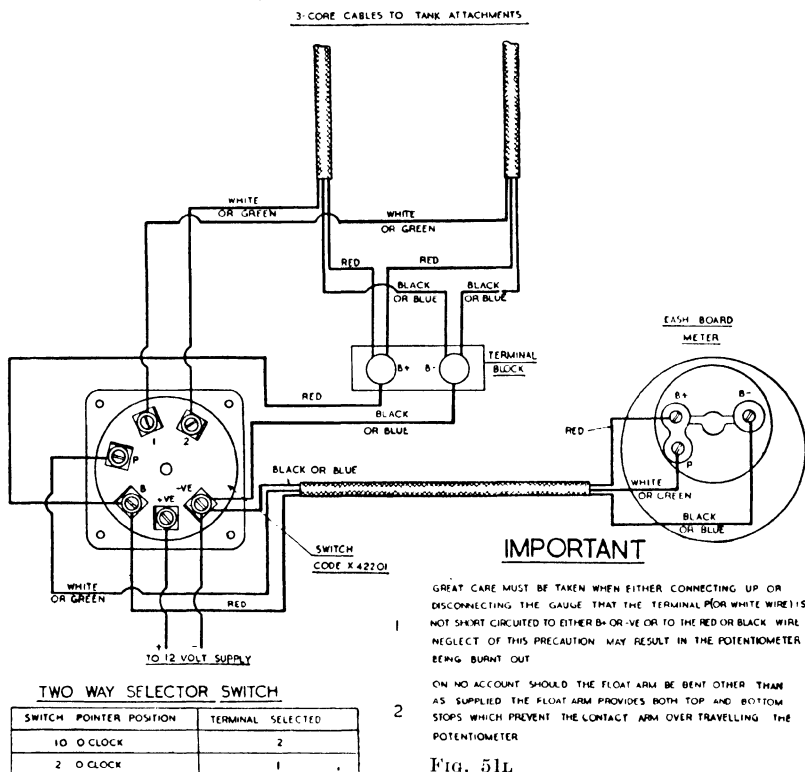 3-CORE CABLES TO TANK ATTACHMENTS
WHITE
OR GREEN
WHITE
OR GREEN
RED
RED
BLACK
OR BLUE
BLACK
OR BLUE
B+
B-
TERMINAL
BLOCK
RED
BLACK
OR BLUE
1
2
P
B
+VE
-VE
BLACK OR BLUE
SWITCH
CODE X42201
WHITE
OR GREEN
RED
+
-
TO 12 VOLT SUPPLY
DASH BOARD
METER
B+
B-
P
RED
WHITE
OR GREEN
BLACK
OR BLUE
IMPORTANT
1
GREAT CARE MUST BE TAKEN WHEN EITHER CONNECTING UP OR
DISCONNECTING THE GAUGE THAT THE TERMINAL P(OR WHITE WIRE) IS
NOT SHORT CIRCUITED TO EITHER B+ OR -VE OR TO THE RED OR BLACK WIRE
NEGLECT OF THIS PRECAUTION MAY RESULT IN THE POTENTIOMETER
BEING BURNT OUT
2
ON NO ACCOUNT SHOULD THE FLOAT ARM BE BENT OTHER THAN
AS SUPPLIED THE FLOAT ARM PROVIDES BOTH TOP AND BOTTOM
STOPS WHICH PREVENT THE CONTACT ARM OVER TRAVELLING THE
POTENTIOMETER
TWO WAY SELECTOR SWITCH
SWITCH POINTER POSITION TERMINAL SELECTED
10 O CLOCK 2
2 O CLOCK 1
FIG. 51L